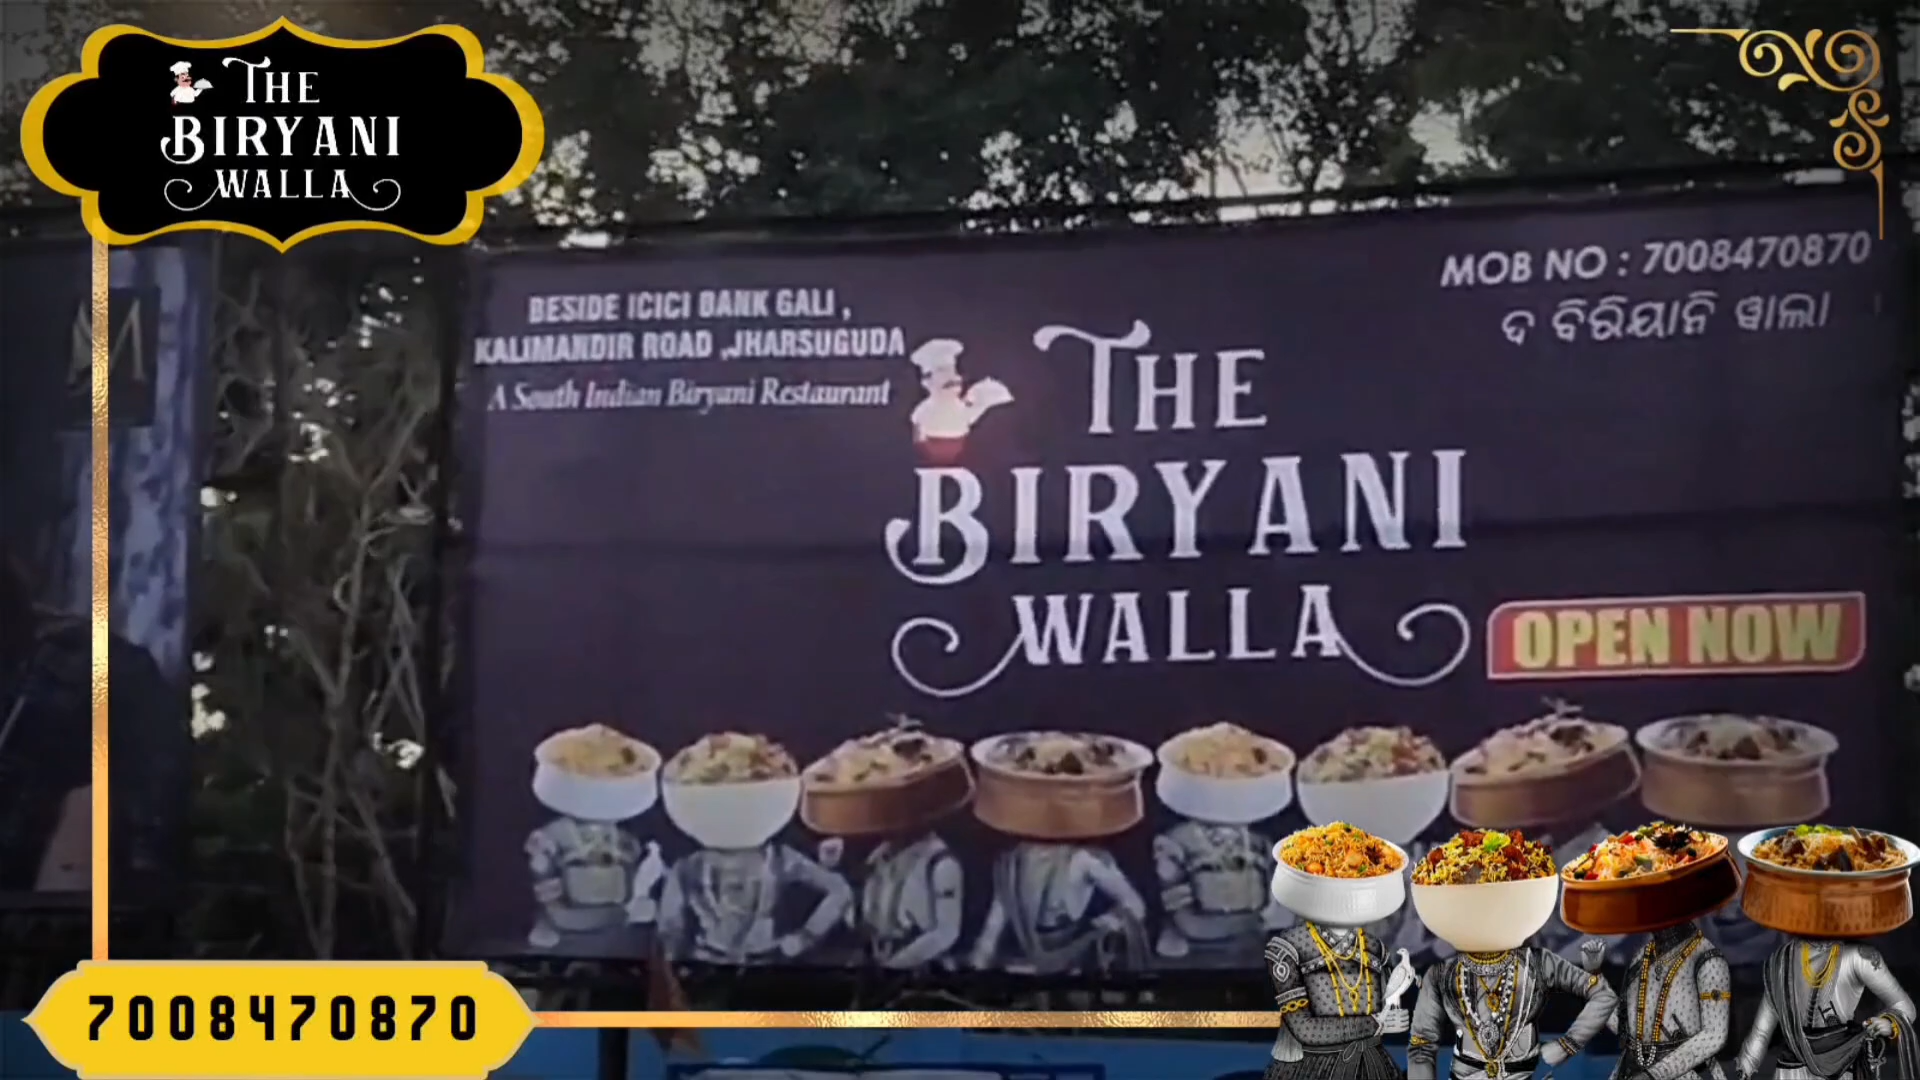 THE
BIRYANI
WALLA
BESIDE ICICI BANK GALI ,
KALIMANDIR ROAD ,JHARSUGUDA
A South Indian Biryani Restaurant
MOB NO : 7008470870
ଦ ବିରିୟାନି ୱାଲା
THE
BIRYANI
WALLA
OPEN NOW
7008470870